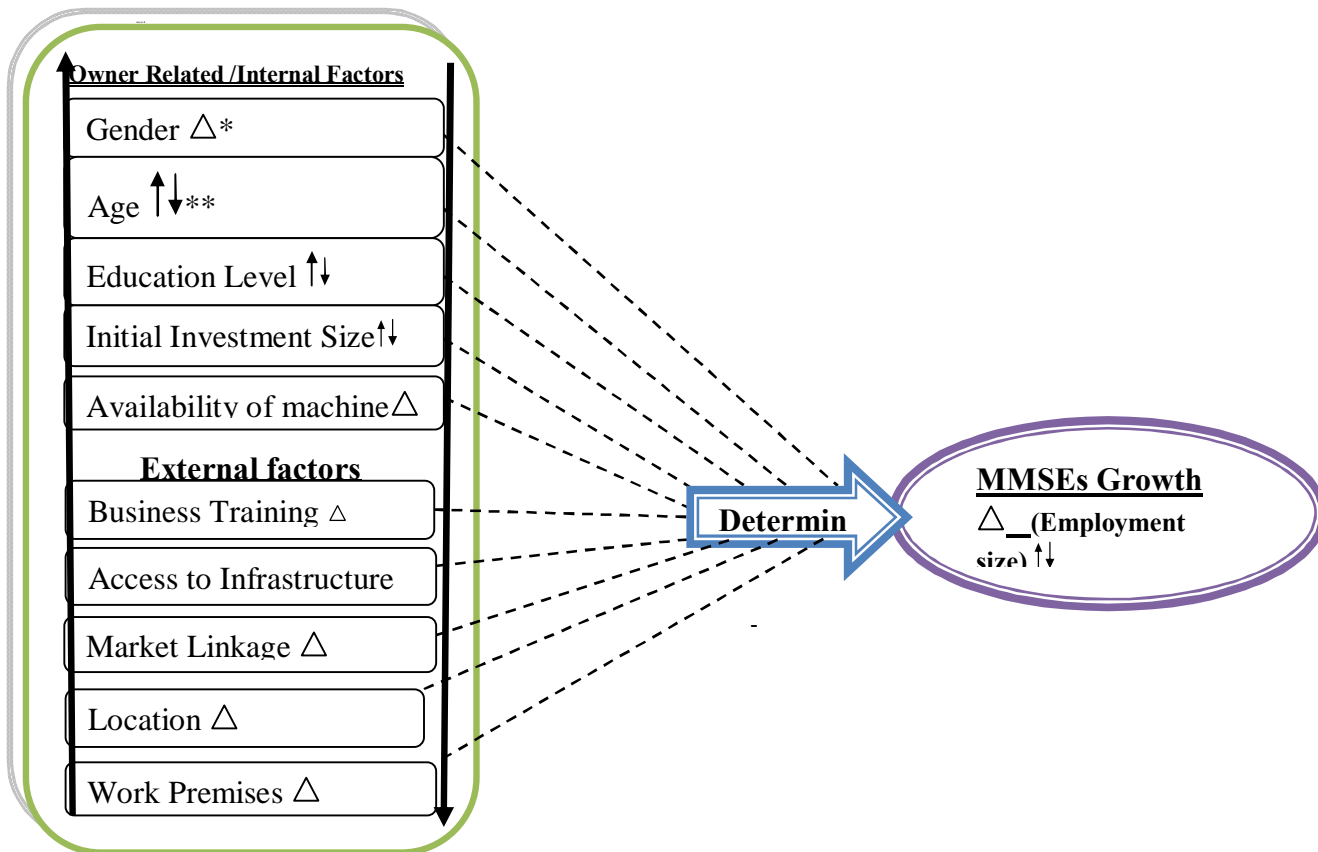 Owner Related /Internal Factors
Gender △*
Age ↑↓**
Education Level ↑↓
Initial Investment Size↑↓
Availability of machine△
External factors
Business Training △
Access to Infrastructure
Market Linkage △
Location △
Work Premises △
Determin
MMSEs Growth
△ _(Employment
size) ↑↓